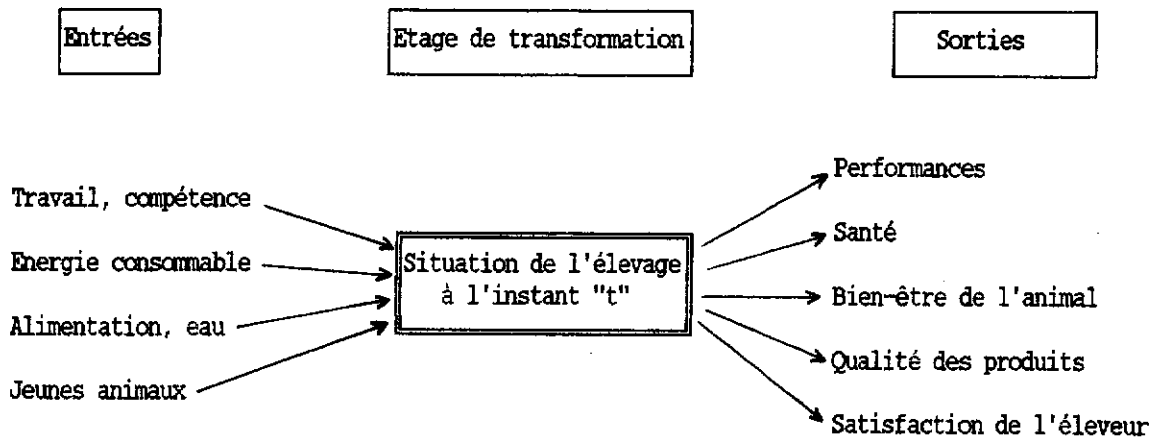 Entrées
Etage de transformation
Sorties
Travail, compétence
Energie consommable
Alimentation, eau
Jeunes animaux
Situation de l'élevage
à l'instant "t"
Performances
Santé
Bien-être de l'animal
Qualité des produits
Satisfaction de l'éleveur